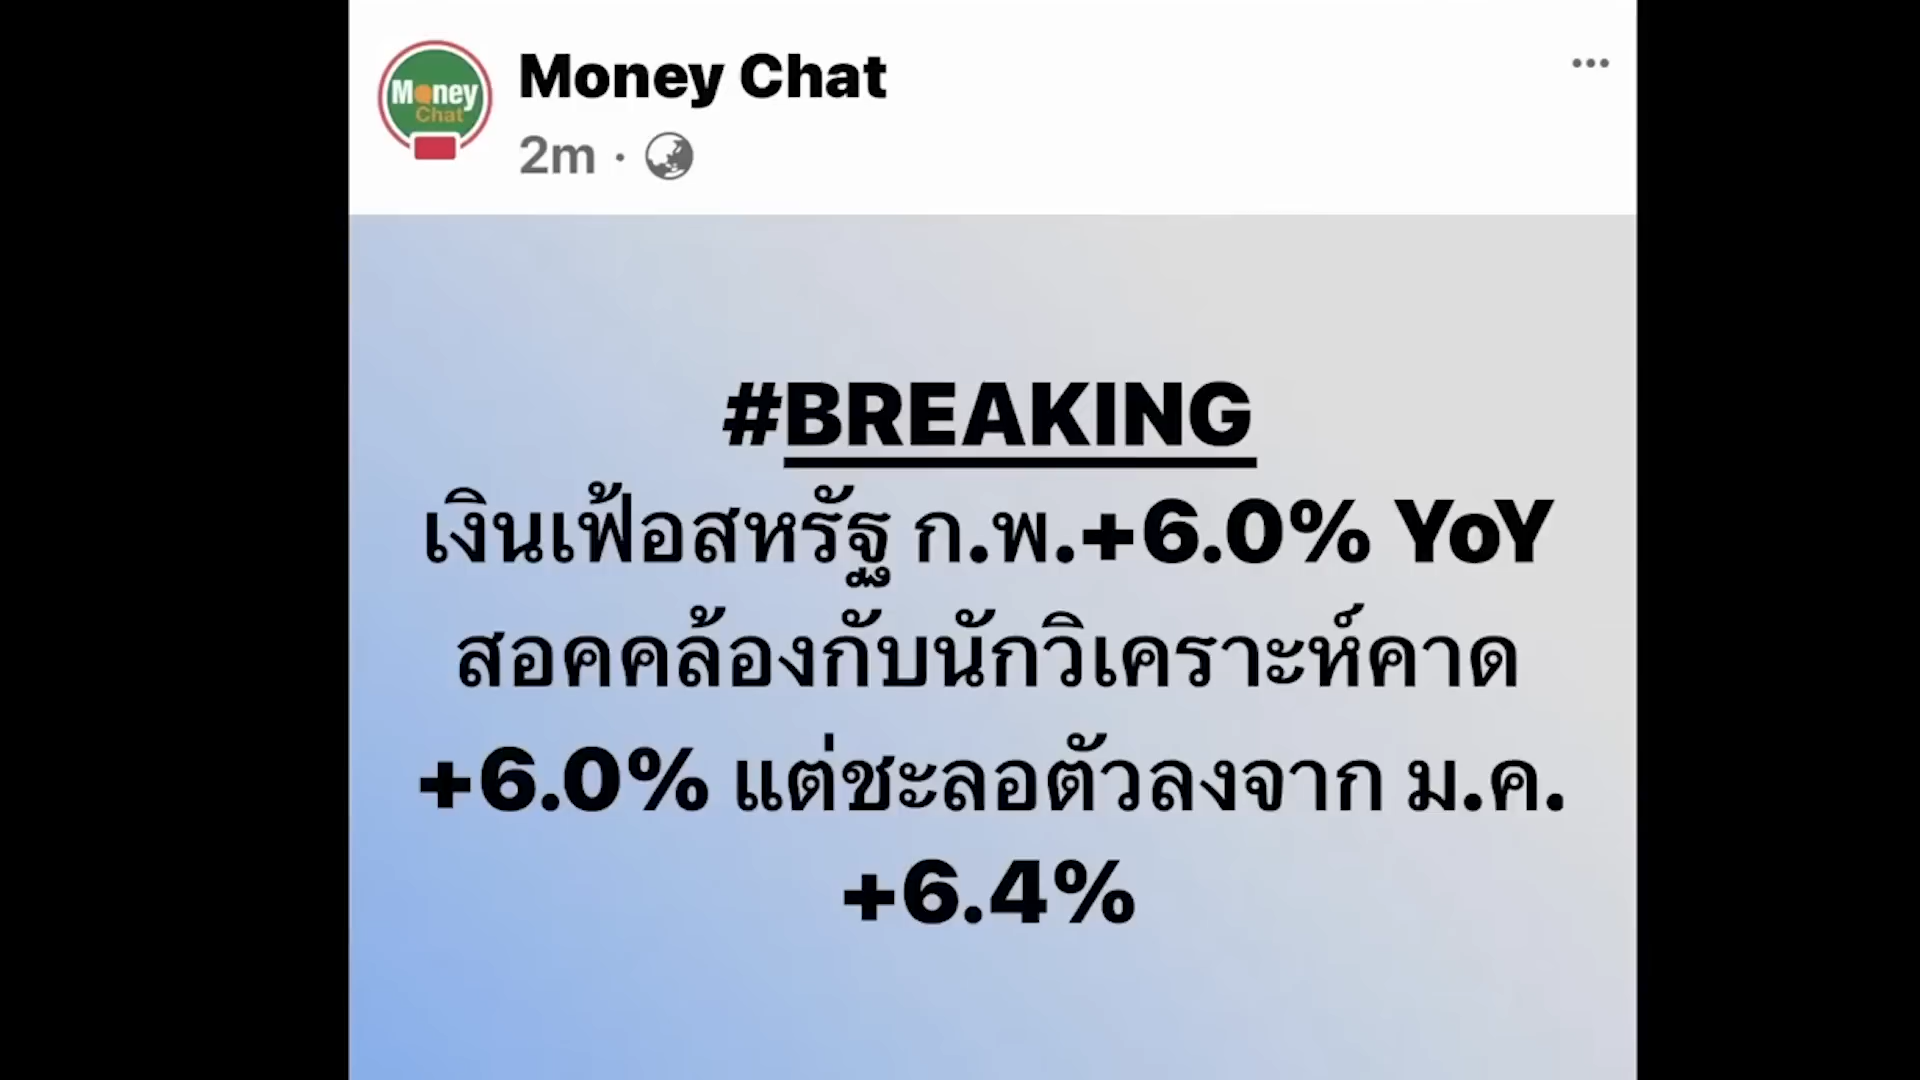 Money Chat
Money Chat
2m ·
#BREAKING
เงินเฟ้อสหรัฐ ก.พ.+6.0% YoY
สอคคล้องกับนักวิเคราะห์คาด
+6.0% แต่ชะลอตัวลงจาก ม.ค.
+6.4%